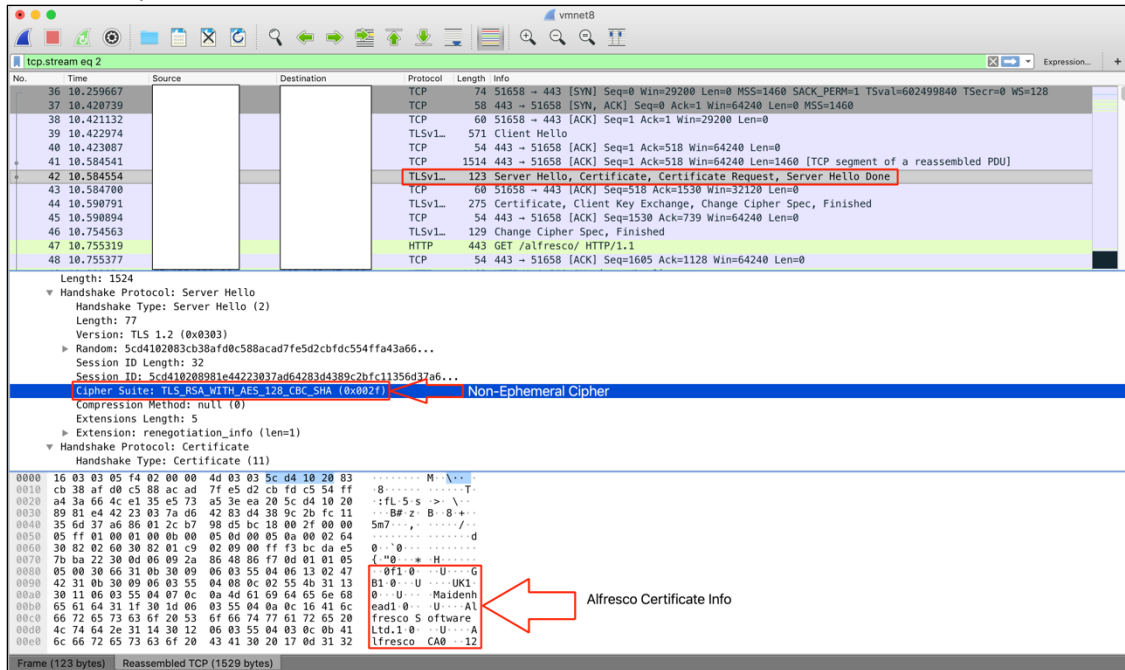 vmnet8
tcp.stream eq 2
Expression... +
No. Time Source Destination Protocol Length Info
36 10.259667 TCP 74 51658 → 443 [SYN] Seq=0 Win=29200 Len=0 MSS=1460 SACK_PERM=1 TSval=602499840 TSecr=0 WS=128
37 10.420739 TCP 58 443 → 51658 [SYN, ACK] Seq=0 Ack=1 Win=64240 Len=0 MSS=1460
38 10.421132 TCP 60 51658 → 443 [ACK] Seq=1 Ack=1 Win=29200 Len=0
39 10.422974 TLSv1… 571 Client Hello
40 10.423087 TCP 54 443 → 51658 [ACK] Seq=1 Ack=518 Win=64240 Len=0
41 10.584541 TCP 1514 443 → 51658 [ACK] Seq=1 Ack=518 Win=64240 Len=1460 [TCP segment of a reassembled PDU]
42 10.584554 TLSv1… 123 Server Hello, Certificate, Certificate Request, Server Hello Done
43 10.584700 TCP 60 51658 → 443 [ACK] Seq=518 Ack=1530 Win=32120 Len=0
44 10.590791 TLSv1… 275 Certificate, Client Key Exchange, Change Cipher Spec, Finished
45 10.590894 TCP 54 443 → 51658 [ACK] Seq=1530 Ack=739 Win=64240 Len=0
46 10.754563 TLSv1… 129 Change Cipher Spec, Finished
47 10.755319 HTTP 443 GET /alfresco/ HTTP/1.1
48 10.755377 TCP 54 443 → 51658 [ACK] Seq=1605 Ack=1128 Win=64240 Len=0
Length: 1524
Handshake Protocol: Server Hello
Handshake Type: Server Hello (2)
Length: 77
Version: TLS 1.2 (0x0303)
Random: 5cd4102083cb38afd0c588acad7fe5d2cbfdc554ffa43a66...
Session ID Length: 32
Session ID: 5cd410208981e44223037ad64283d4389c2bfc11356d37a6...
Cipher Suite: TLS_RSA_WITH_AES_128_CBC_SHA (0x002f) Non-Ephemeral Cipher
Compression Method: null (0)
Extensions Length: 5
Extension: renegotiation_info (len=1)
Handshake Protocol: Certificate
Handshake Type: Certificate (11)
0000 16 03 03 05 f4 02 00 00 4d 03 03 5c d4 10 20 83 ········ M··\·· ·
0010 cb 38 af d0 c5 88 ac ad 7f e5 d2 cb fd c5 54 ff ·8······ ······T·
0020 a4 3a 66 4c e1 35 e5 73 a5 3e ea 20 5c d4 10 20 ·:fL·5·s ·>· \··
0030 89 81 e4 42 23 03 7a d6 42 83 d4 38 9c 2b fc 11 ···B#·z· B··8·+··
0040 35 6d 37 a6 86 01 2c b7 98 d5 bc 18 00 2f 00 00 5m7···,· ·····/··
0050 05 ff 01 00 01 00 0b 00 05 0d 00 05 0a 00 02 64 ········ ·······d
0060 30 82 02 60 30 82 01 c9 02 09 00 ff f3 bc da e5 0··`0··· ········
0070 7b ba 22 30 0d 06 09 2a 86 48 86 f7 0d 01 01 05 {·"0···* ·H······
0080 05 00 30 66 31 0b 30 09 06 03 55 04 06 13 02 47 ··0f1·0· ··U····G
0090 42 31 0b 30 09 06 03 55 04 08 0c 02 55 4b 31 13 B1·0···U ····UK1·
00a0 30 11 06 03 55 04 07 0c 0a 4d 61 69 64 65 6e 68 0···U··· ·Maidenh
00b0 65 61 64 31 1f 30 1d 06 03 55 04 0a 0c 16 41 6c ead1·0·· ·U····Al
00c0 66 72 65 73 63 6f 20 53 6f 66 74 77 61 72 65 20 fresco S oftware
00d0 4c 74 64 2e 31 14 30 12 06 03 55 04 03 0c 0b 41 Ltd.1·0· ··U····A
00e0 6c 66 72 65 73 63 6f 20 43 41 30 20 17 0d 31 32 lfresco CA0 ··12
Alfresco Certificate Info
Frame (123 bytes) Reassembled TCP (1529 bytes)